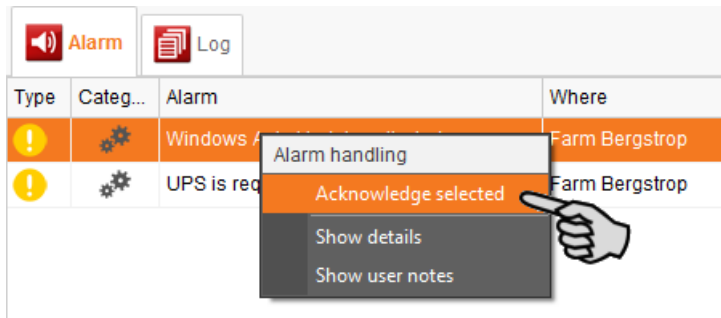 Alarm
Log
Type Categ... Alarm Where
Windows Farm Bergstrop
Alarm handling
UPS is req Farm Bergstrop
Acknowledge selected
Show details
Show user notes